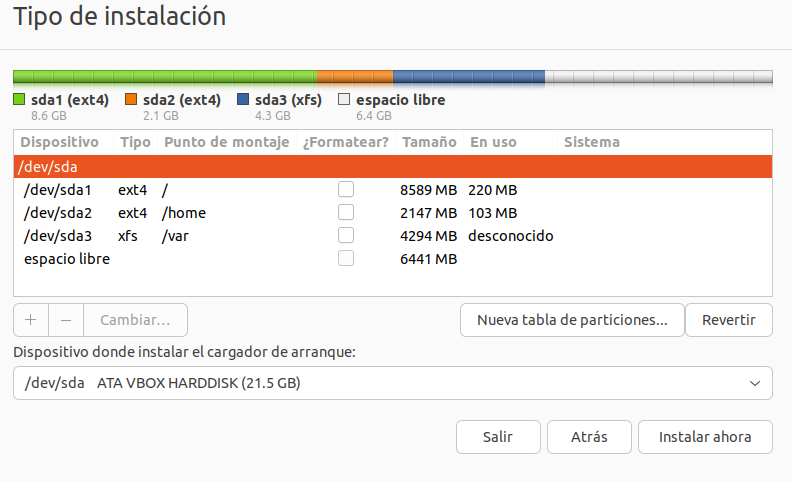 Tipo de instalación
sda1 (ext4) sda2 (ext4) sda3 (xfs) espacio libre
8.6 GB 2.1 GB 4.3 GB 6.4 GB
Dispositivo Tipo Punto de montaje ¿Formatear? Tamaño En uso Sistema
/dev/sda
/dev/sda1 ext4 / 8589 MB 220 MB
/dev/sda2 ext4 /home 2147 MB 103 MB
/dev/sda3 xfs /var 4294 MB desconocido
espacio libre 6441 MB
+ − Cambiar... Nueva tabla de particiones... Revertir
Dispositivo donde instalar el cargador de arranque:
/dev/sda ATA VBOX HARDDISK (21.5 GB)
Salir Atrás Instalar ahora